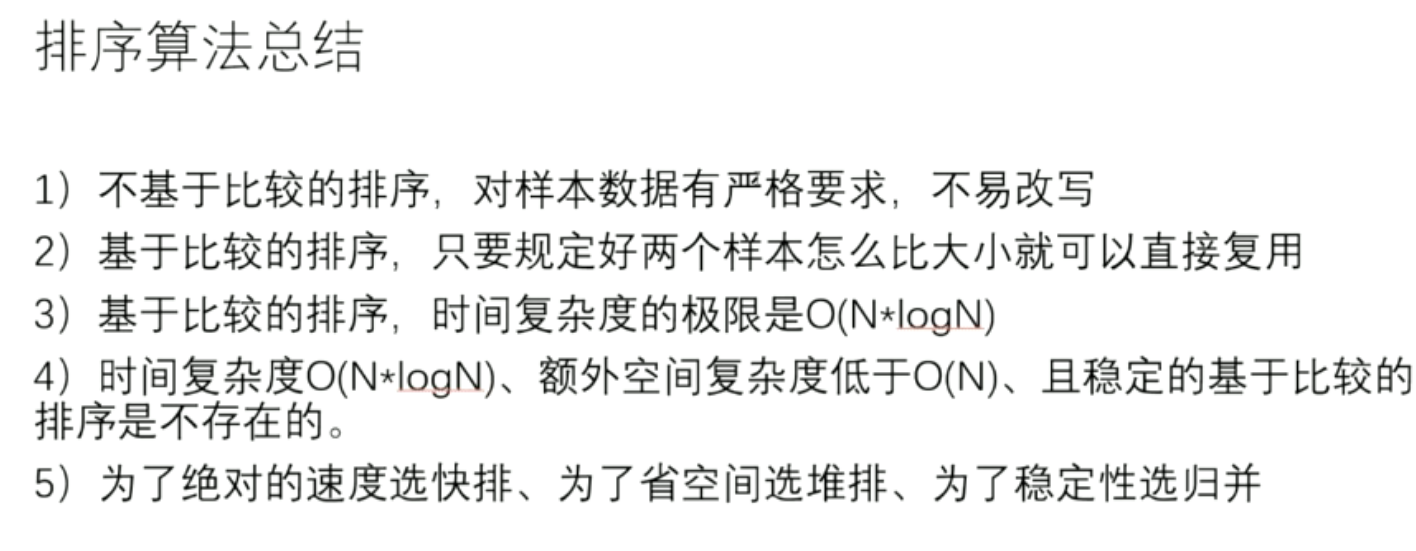 排序算法总结
1）不基于比较的排序，对样本数据有严格要求，不易改写
2）基于比较的排序，只要规定好两个样本怎么比大小就可以直接复用
3）基于比较的排序，时间复杂度的极限是O(N*logN)
4）时间复杂度O(N*logN)、额外空间复杂度低于O(N)、且稳定的基于比较的
排序是不存在的。
5）为了绝对的速度选快排、为了省空间选堆排、为了稳定性选归并